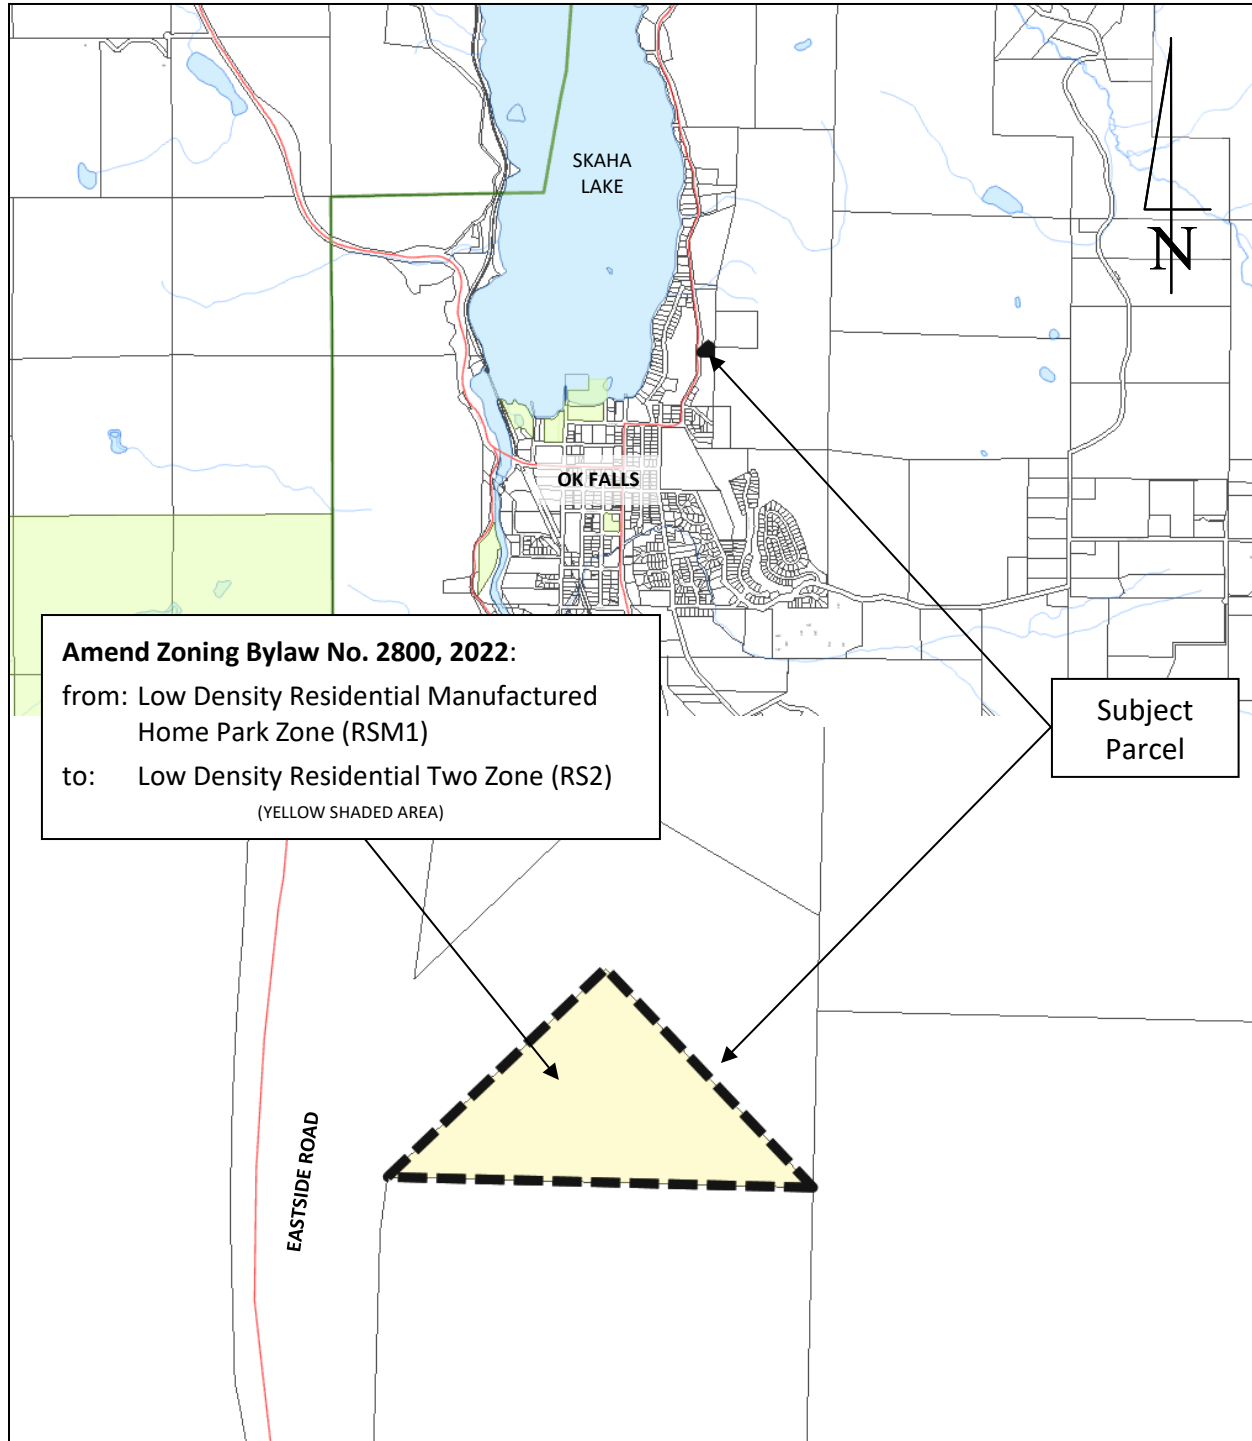 SKAHA
LAKE
N
OK FALLS
Amend Zoning Bylaw No. 2800, 2022:
from: Low Density Residential Manufactured
Home Park Zone (RSM1)
to: Low Density Residential Two Zone (RS2)
(YELLOW SHADED AREA)
Subject
Parcel
EASTSIDE ROAD